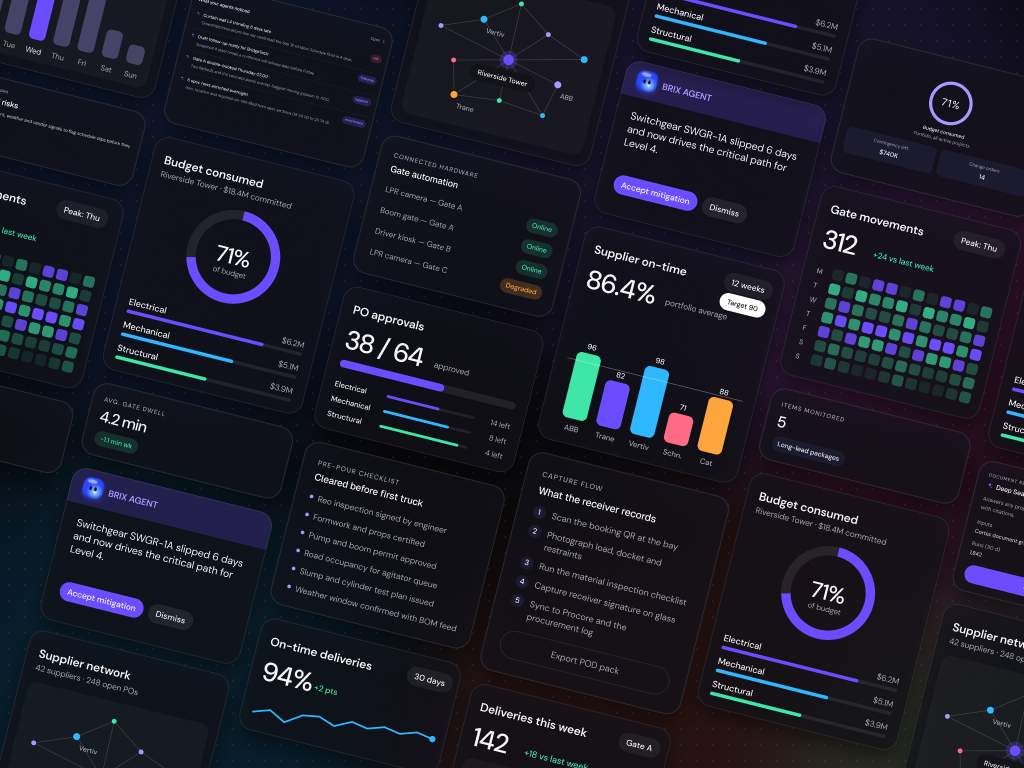 Tue
Wed
Thu
Fri
Sat
Sun
risks
Peak: Thu
last week
Budget consumed
Riverside Tower · $18.4M committed
71%
of budget
Electrical
$6.2M
Mechanical
$5.1M
Structural
$3.9M
AVG. GATE DWELL
4.2 min
BRIX AGENT
Switchgear SWGR-1A slipped 6 days
and now drives the critical path for
Level 4.
Accept mitigation
Dismiss
Supplier network
42 suppliers · 248 open POs
Vertiv
Vertiv
Riverside Tower
ABB
Trane
CONNECTED HARDWARE
Gate automation
LPR camera — Gate A
Online
Boom gate — Gate A
Online
Driver kiosk — Gate B
Online
LPR camera — Gate C
Degraded
PO approvals
38 / 64
approved
Electrical
14 left
Mechanical
8 left
Structural
4 left
PRE-POUR CHECKLIST
Cleared before first truck
Reo inspection signed by engineer
Formwork and props certified
Pump and boom permit approved
Road occupancy for agitator queue
Slump and cylinder test plan issued
Weather window confirmed with BOM feed
On-time deliveries
94%
+2 pts
30 days
$6.2M
Mechanical
$5.1M
Structural
$3.9M
BRIX AGENT
Switchgear SWGR-1A slipped 6 days
and now drives the critical path for
Level 4.
Accept mitigation
Dismiss
Supplier on-time
86.4%
portfolio average
12 weeks
Target 90
96
82
98
71
88
ABB
Trane
Vertiv
Schn.
Cat
CAPTURE FLOW
What the receiver records
1
Scan the booking QR at the bay
2
Photograph load, docket and
restraints
3
Run the material inspection checklist
4
Capture receiver signature on glass
5
Sync to Procore and the
procurement log
Export POD pack
Deliveries this week
142
+18 vs last week
Gate A
71%
Budget consumed
Portfolio, all active projects
Contingency left
$740K
Change orders
14
Gate movements
312
+24 vs last week
Peak: Thu
M
T
W
T
F
S
S
ITEMS MONITORED
5
Long-lead packages
Budget consumed
Riverside Tower · $18.4M committed
71%
of budget
Electrical
$6.2M
Mechanical
$5.1M
Structural
$3.9M
Inputs
Runs (30 d)
1,842
Supplier netw
42 suppliers · 248 o
Vertiv